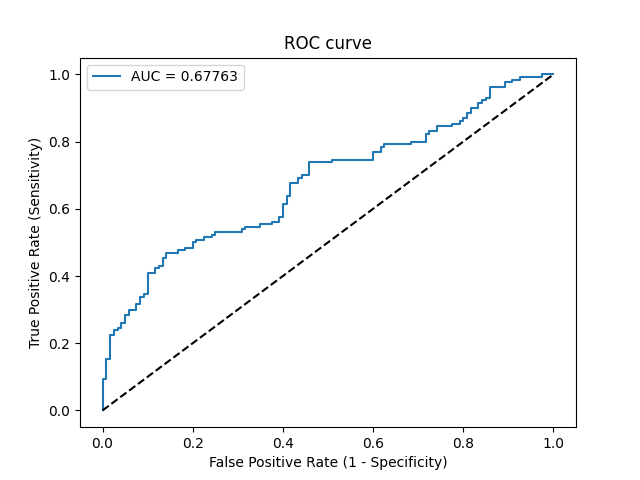 ROC curve
AUC = 0.67763
True Positive Rate (Sensitivity)
1.0
0.8
0.6
0.4
0.2
0.0
0.0 0.2 0.4 0.6 0.8 1.0
False Positive Rate (1 - Specificity)